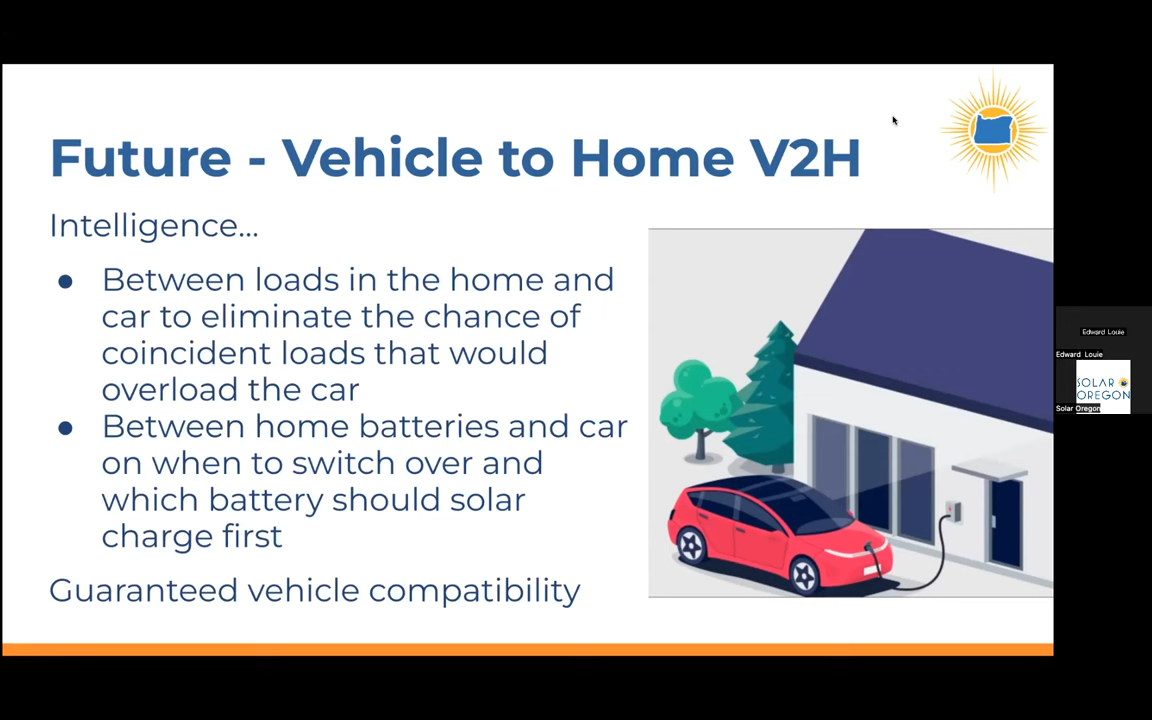 Future - Vehicle to Home V2H
Intelligence...
● Between loads in the home and
car to eliminate the chance of
coincident loads that would
overload the car
● Between home batteries and car
on when to switch over and
which battery should solar
charge first
Guaranteed vehicle compatibility
Edward Louie
Edward Louie
SOLAR
OREGON
Solar Oregon